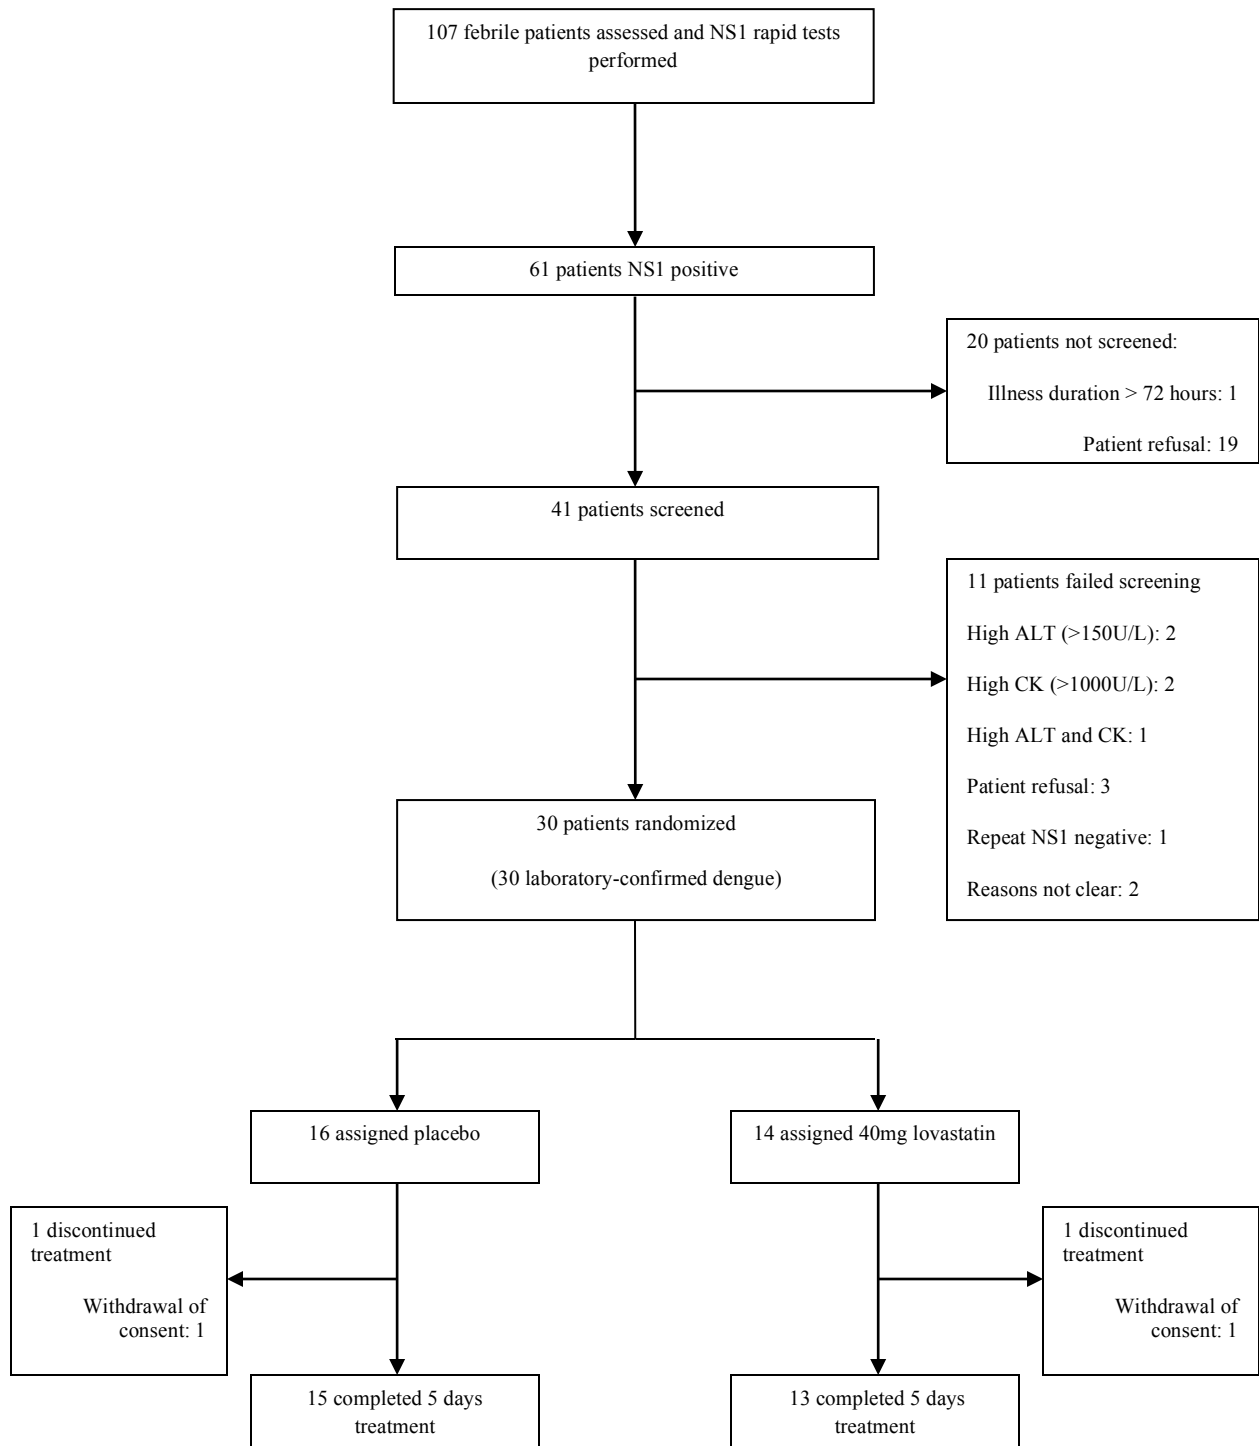 107 febrile patients assessed and NS1 rapid tests
performed
61 patients NS1 positive
20 patients not screened:
Illness duration > 72 hours: 1
Patient refusal: 19
41 patients screened
11 patients failed screening
High ALT (>150U/L): 2
High CK (>1000U/L): 2
High ALT and CK: 1
Patient refusal: 3
Repeat NS1 negative: 1
Reasons not clear: 2
30 patients randomized
(30 laboratory-confirmed dengue)
16 assigned placebo
14 assigned 40mg lovastatin
1 discontinued
treatment
Withdrawal of
consent: 1
1 discontinued
treatment
Withdrawal of
consent: 1
15 completed 5 days
treatment
13 completed 5 days
treatment